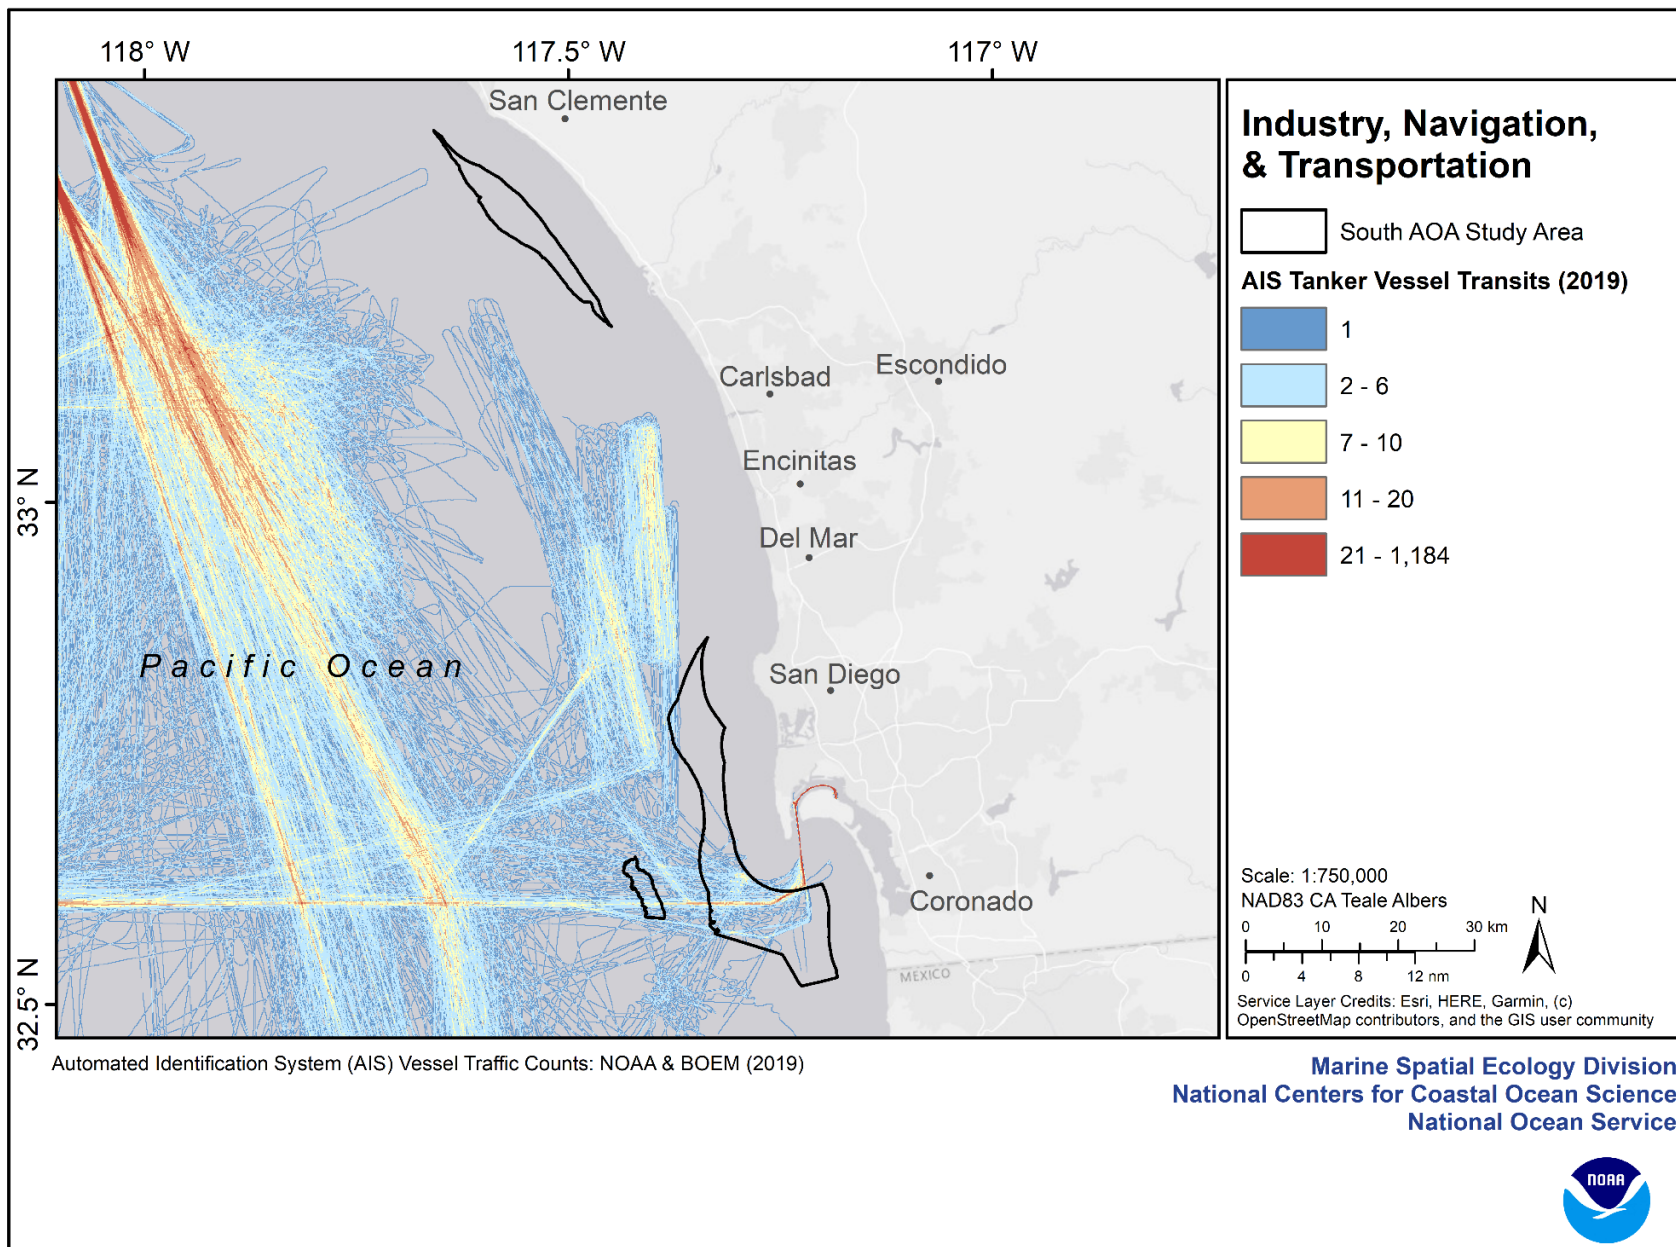 118° W
117.5° W
117° W
33° N
32.5° N
San Clemente
Carlsbad
Escondido
Encinitas
Del Mar
Pacific Ocean
San Diego
Coronado
MEXICO
Industry, Navigation,
& Transportation
South AOA Study Area
AIS Tanker Vessel Transits (2019)
1
2 - 6
7 - 10
11 - 20
21 - 1,184
Scale: 1:750,000
NAD83 CA Teale Albers
0 10 20 30 km
0 4 8 12 nm
N
Service Layer Credits: Esri, HERE, Garmin, (c)
OpenStreetMap contributors, and the GIS user community
Automated Identification System (AIS) Vessel Traffic Counts: NOAA & BOEM (2019)
Marine Spatial Ecology Division
National Centers for Coastal Ocean Science
National Ocean Service
NOAA